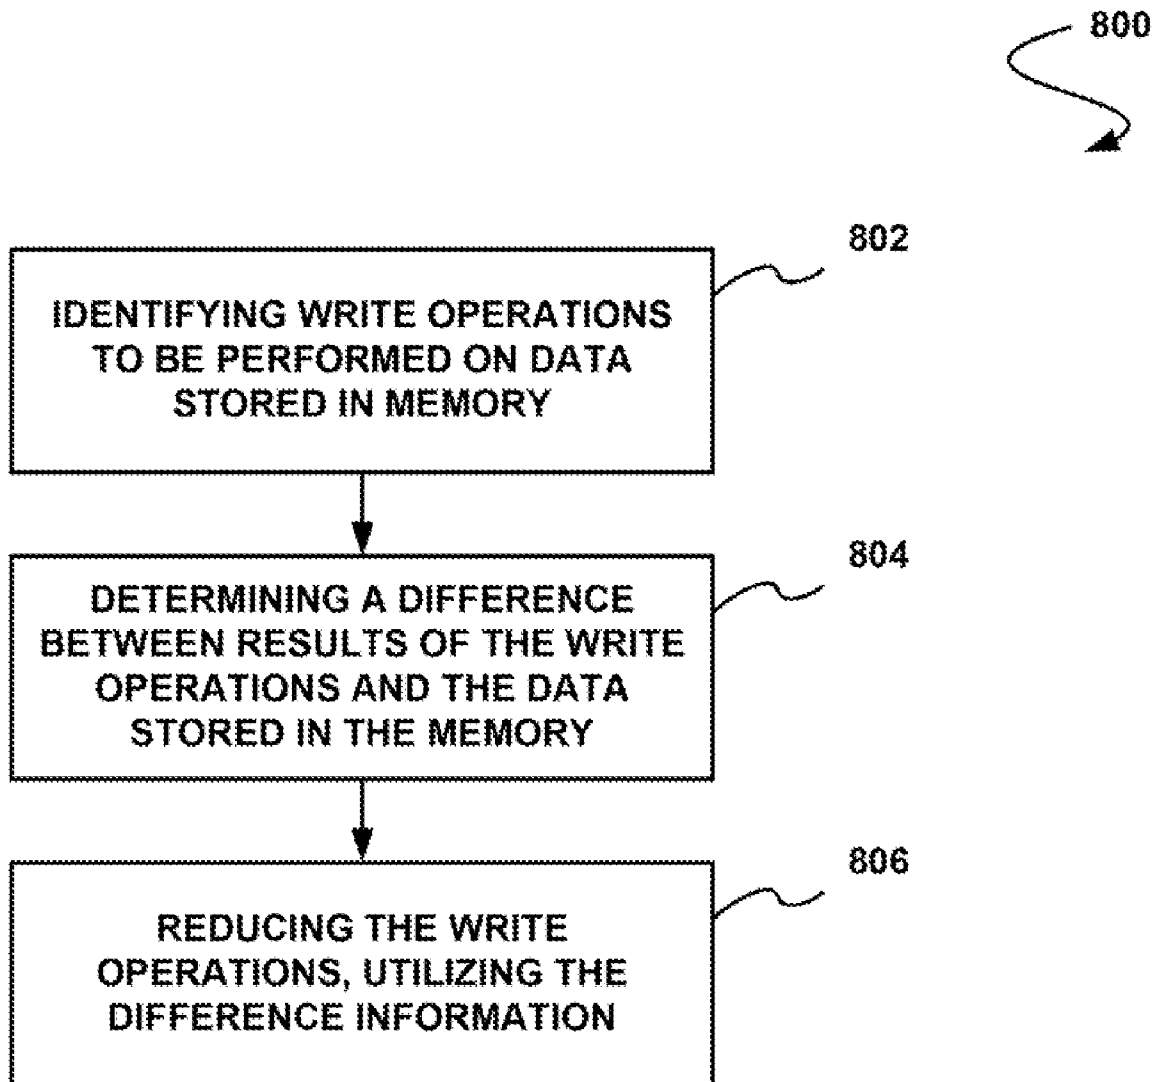 800
802
IDENTIFYING WRITE OPERATIONS
TO BE PERFORMED ON DATA
STORED IN MEMORY
804
DETERMINING A DIFFERENCE
BETWEEN RESULTS OF THE WRITE
OPERATIONS AND THE DATA
STORED IN THE MEMORY
806
REDUCING THE WRITE
OPERATIONS, UTILIZING THE
DIFFERENCE INFORMATION